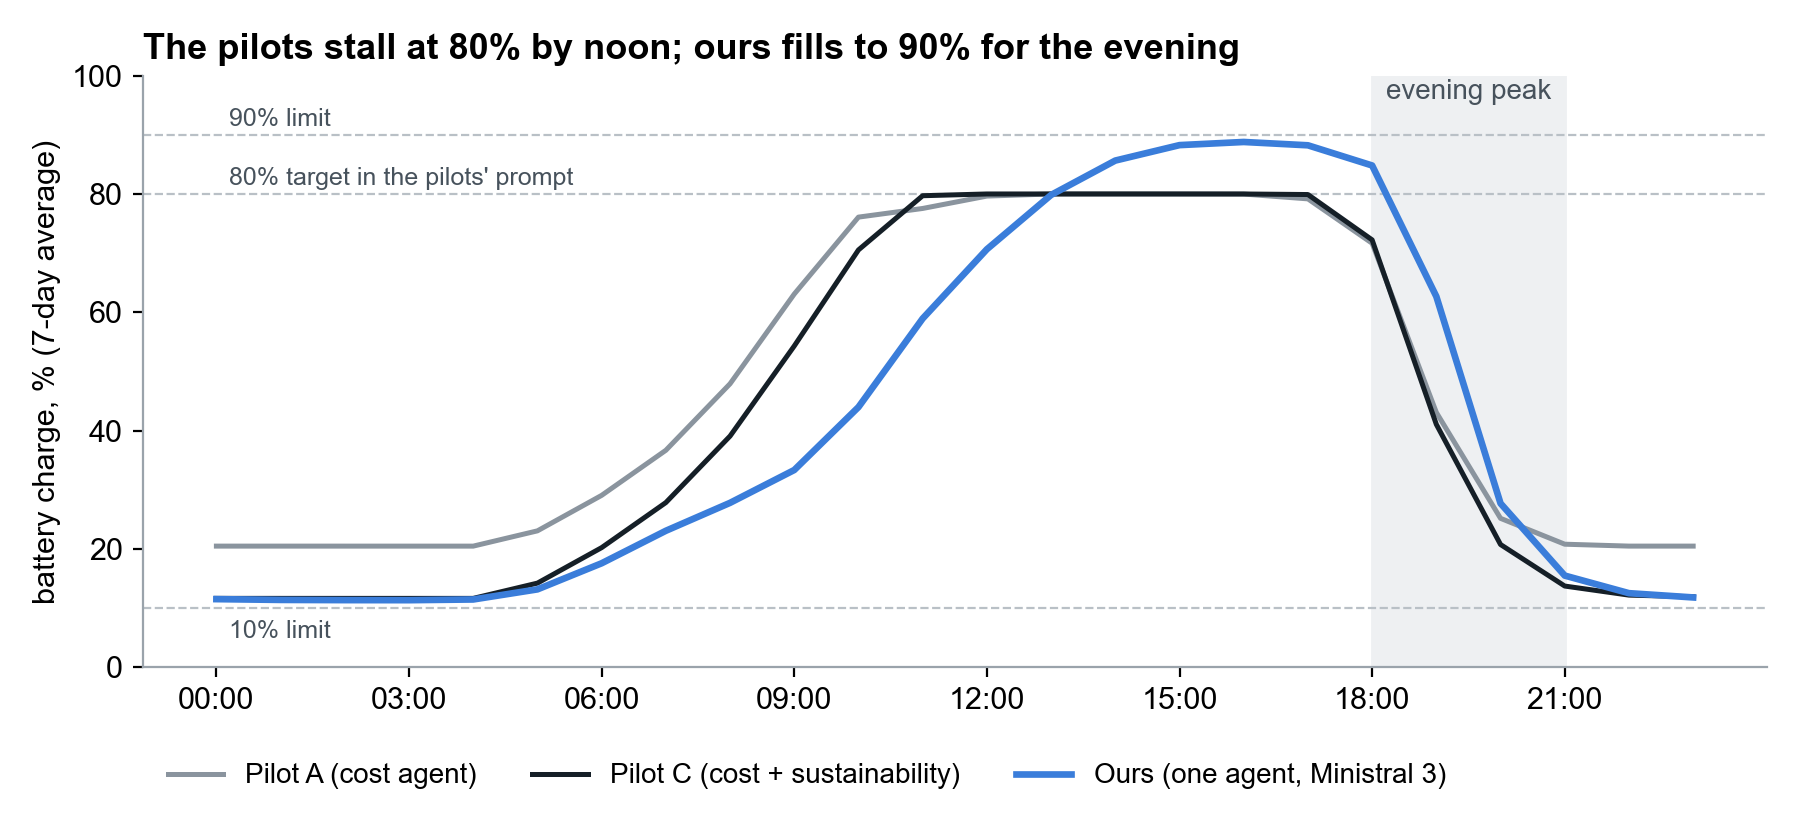 The pilots stall at 80% by noon; ours fills to 90% for the evening
battery charge, % (7-day average)
100
80
60
40
20
0
evening peak
90% limit
80% target in the pilots' prompt
10% limit
00:00 03:00 06:00 09:00 12:00 15:00 18:00 21:00
Pilot A (cost agent) Pilot C (cost + sustainability) Ours (one agent, Ministral 3)